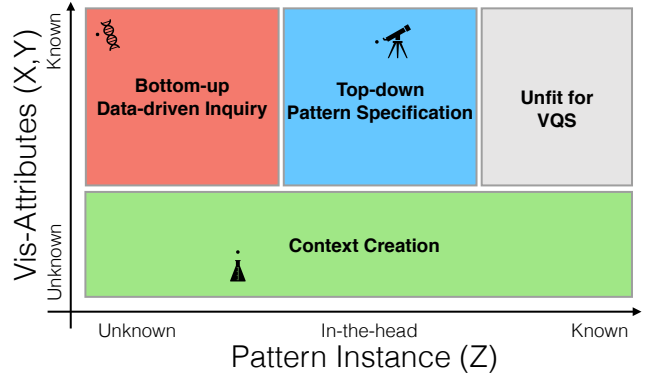 Vis-Attributes (X,Y)
Known
Unknown
Bottom-up
Data-driven Inquiry
Top-down
Pattern Specification
Unfit for
VQS
Context Creation
Unknown
In-the-head
Known
Pattern Instance (Z)